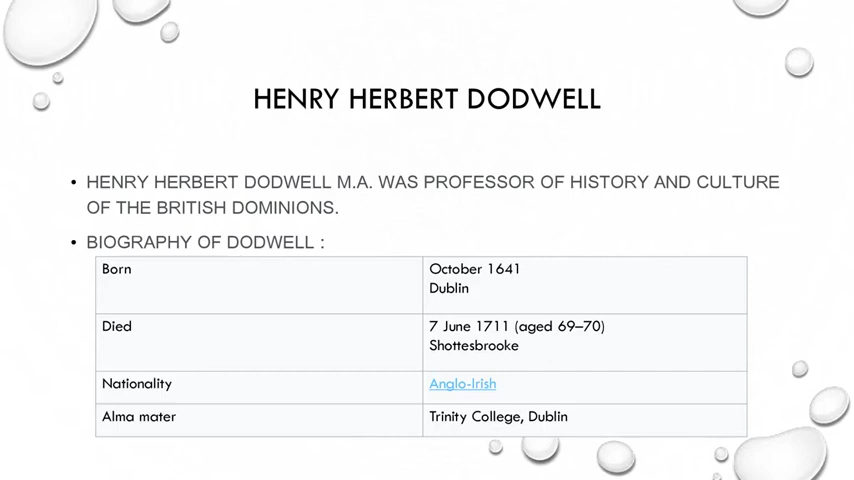 HENRY HERBERT DODWELL
• HENRY HERBERT DODWELL M.A. WAS PROFESSOR OF HISTORY AND CULTURE
OF THE BRITISH DOMINIONS.
• BIOGRAPHY OF DODWELL :
Born October 1641
Dublin
Died 7 June 1711 (aged 69–70)
Shottesbrooke
Nationality Anglo-Irish
Alma mater Trinity College, Dublin